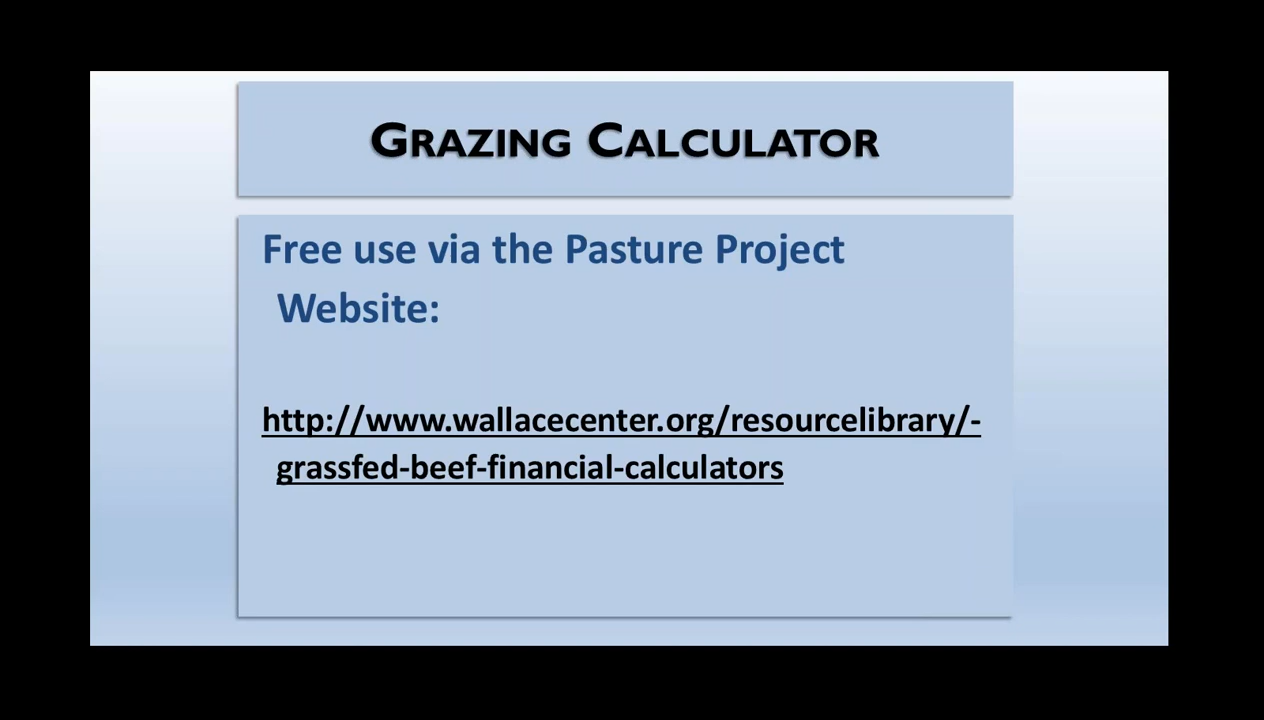 GRAZING CALCULATOR
Free use via the Pasture Project
Website:
http://www.wallacecenter.org/resourcelibrary/-
grassfed-beef-financial-calculators